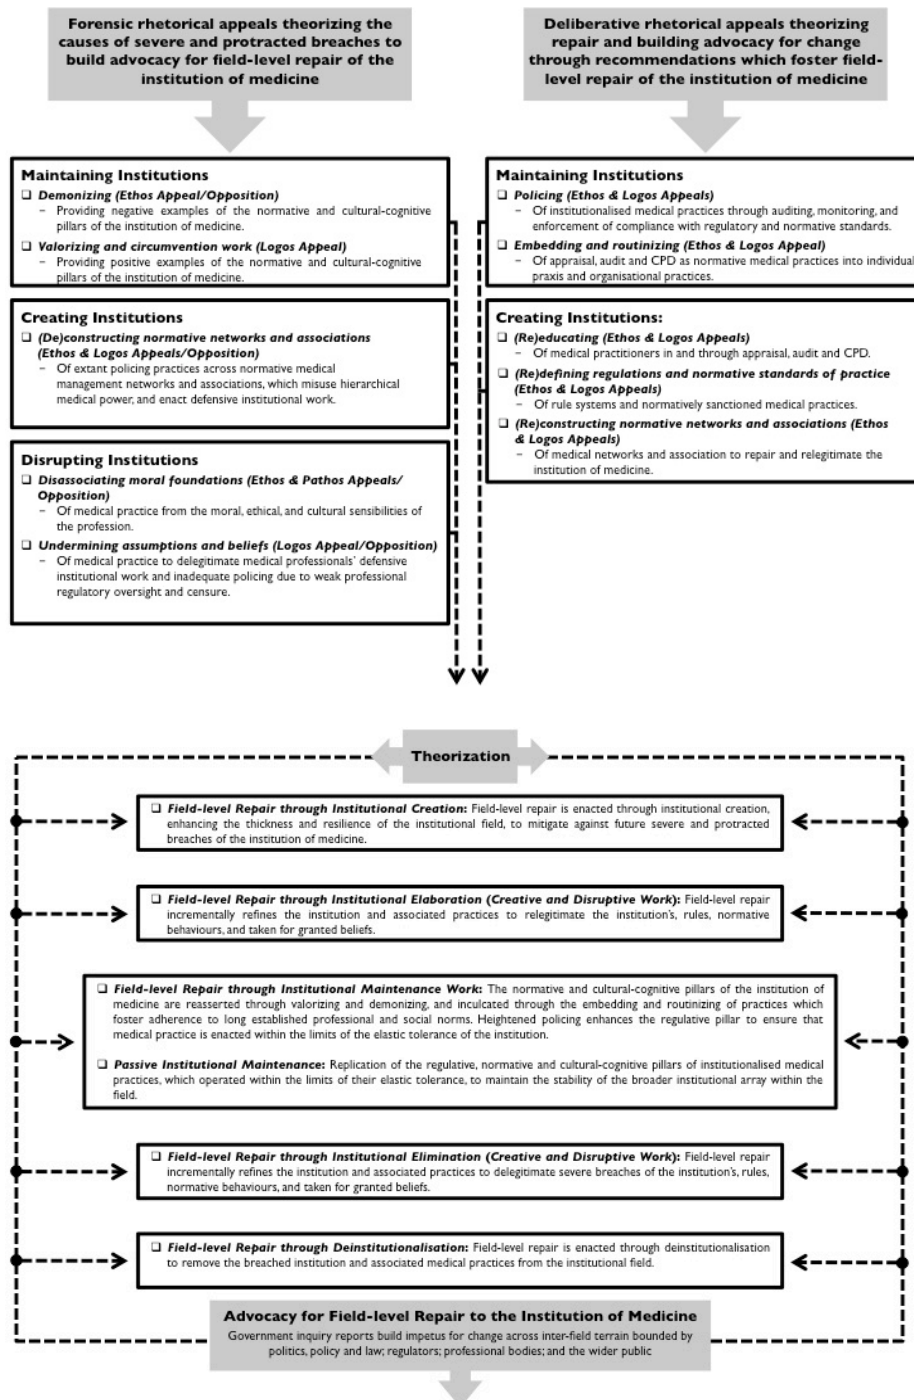 Forensic rhetorical appeals theorizing the
causes of severe and protracted breaches to
build advocacy for field-level repair of the
institution of medicine
Deliberative rhetorical appeals theorizing
repair and building advocacy for change
through recommendations which foster field-
level repair of the institution of medicine
Maintaining Institutions
❑ Demonizing (Ethos Appeal/Opposition)
– Providing negative examples of the normative and cultural-cognitive
pillars of the institution of medicine.
❑ Valorizing and circumvention work (Logos Appeal)
– Providing positive examples of the normative and cultural-cognitive
pillars of the institution of medicine.
Creating Institutions
❑ (De)constructing normative networks and associations
(Ethos & Logos Appeals/Opposition)
– Of extant policing practices across normative medical
management networks and associations, which misuse hierarchical
medical power, and enact defensive institutional work.
Disrupting Institutions
❑ Disassociating moral foundations (Ethos & Pathos Appeals/
Opposition)
– Of medical practice from the moral, ethical, and cultural sensibilities of
the profession.
❑ Undermining assumptions and beliefs (Logos Appeal/Opposition)
– Of medical practice to delegitimate medical professionals' defensive
institutional work and inadequate policing due to weak professional
regulatory oversight and censure.
Maintaining Institutions
❑ Policing (Ethos & Logos Appeals)
– Of institutionalised medical practices through auditing, monitoring, and
enforcement of compliance with regulatory and normative standards.
❑ Embedding and routinizing (Ethos & Logos Appeal)
– Of appraisal, audit and CPD as normative medical practices into individual
praxis and organisational practices.
Creating Institutions:
❑ (Re)educating (Ethos & Logos Appeals)
– Of medical practitioners in and through appraisal, audit and CPD.
❑ (Re)defining regulations and normative standards of practice
(Ethos & Logos Appeals)
– Of rule systems and normatively sanctioned medical practices.
❑ (Re)constructing normative networks and associations (Ethos
& Logos Appeals)
– Of medical networks and association to repair and relegitimate the
institution of medicine.
Theorization
❑ Field-level Repair through Institutional Creation: Field-level repair is enacted through institutional creation,
enhancing the thickness and resilience of the institutional field, to mitigate against future severe and protracted
breaches of the institution of medicine.
❑ Field-level Repair through Institutional Elaboration (Creative and Disruptive Work): Field-level repair
incrementally refines the institution and associated practices to relegitimate the institution's, rules, normative
behaviours, and taken for granted beliefs.
❑ Field-level Repair through Institutional Maintenance Work: The normative and cultural-cognitive pillars of the institution of
medicine are reasserted through valorizing and demonizing, and inculcated through the embedding and routinizing of practices which
foster adherence to long established professional and social norms. Heightened policing enhances the regulative pillar to ensure that
medical practice is enacted within the limits of the elastic tolerance of the institution.
❑ Passive Institutional Maintenance: Replication of the regulative, normative and cultural-cognitive pillars of institutionalised medical
practices, which operated within the limits of their elastic tolerance, to maintain the stability of the broader institutional array within the
field.
❑ Field-level Repair through Institutional Elimination (Creative and Disruptive Work): Field-level repair
incrementally refines the institution and associated practices to delegitimate severe breaches of the institution's, rules,
normative behaviours, and taken for granted beliefs.
❑ Field-level Repair through Deinstitutionalisation: Field-level repair is enacted through deinstitutionalisation
to remove the breached institution and associated medical practices from the institutional field.
Advocacy for Field-level Repair to the Institution of Medicine
Government inquiry reports build impetus for change across inter-field terrain bounded by
politics, policy and law; regulators; professional bodies; and the wider public